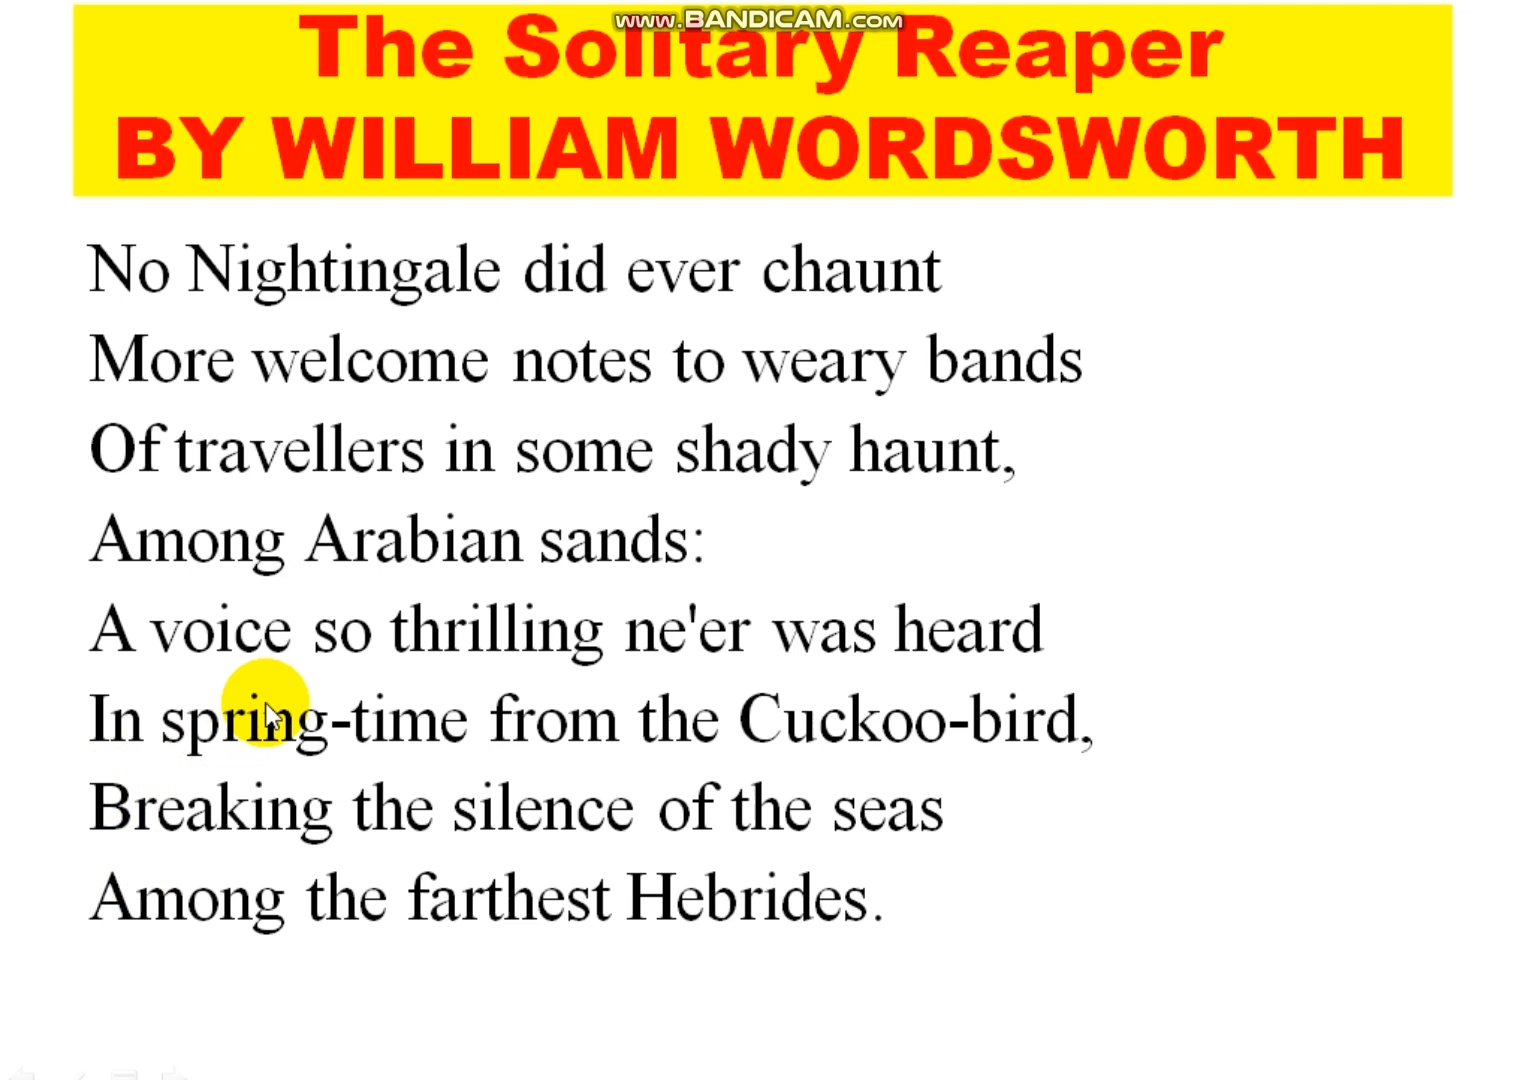 www.BANDICAM.com
The Solitary Reaper
BY WILLIAM WORDSWORTH
No Nightingale did ever chaunt
More welcome notes to weary bands
Of travellers in some shady haunt,
Among Arabian sands:
A voice so thrilling ne'er was heard
In spring-time from the Cuckoo-bird,
Breaking the silence of the seas
Among the farthest Hebrides.